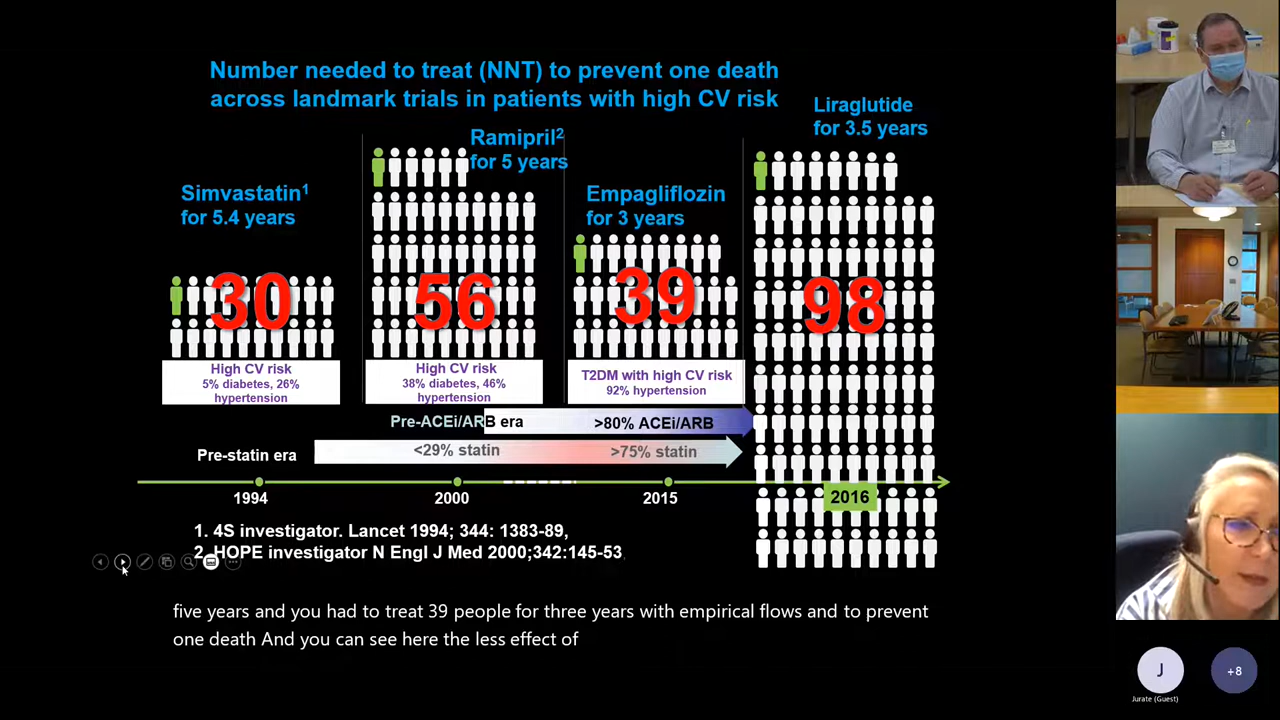 Number needed to treat (NNT) to prevent one death
across landmark trials in patients with high CV risk
Simvastatin1
for 5.4 years
Ramipril2
for 5 years
Empagliflozin
for 3 years
Liraglutide
for 3.5 years
30
56
39
98
High CV risk
5% diabetes, 26%
hypertension
High CV risk
38% diabetes, 46%
hypertension
T2DM with high CV risk
92% hypertension
Pre-ACEi/ARB era
>80% ACEi/ARB
Pre-statin era
<29% statin
>75% statin
1994
2000
2015
2016
1. 4S investigator. Lancet 1994; 344: 1383-89,
2. HOPE investigator N Engl J Med 2000;342:145-53
five years and you had to treat 39 people for three years with empirical flows and to prevent
one death And you can see here the less effect of
J
+8
Jurate (Guest)